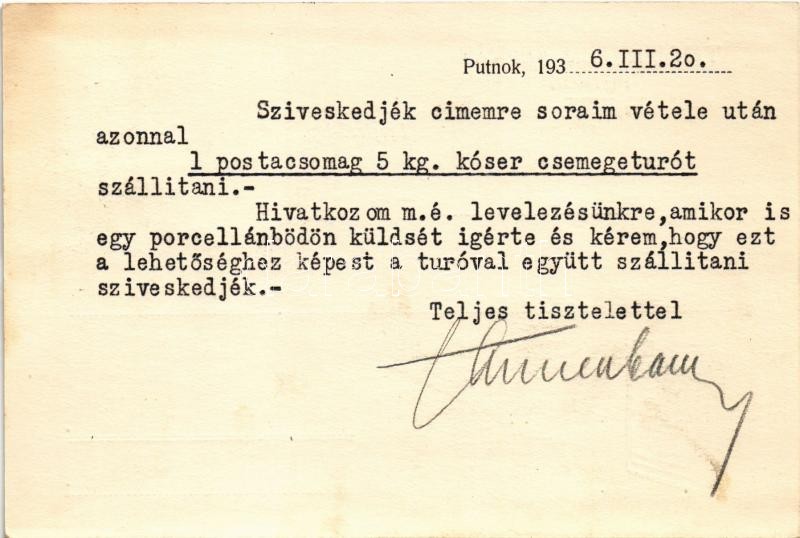 Putnok, 193 6.III.2o.
Sziveskedjék cimemre soraim vétele után
azonnal
1 postacsomag 5 kg. kóser csemegeturót
szállitani.-
Hivatkozom m.é. levelezésünkre,amikor is
egy porcellánbödön küldsét igérte és kérem,hogy ezt
a lehetőséghez képest a turóval együtt szállitani
sziveskedjék.-
Teljes tisztelettel